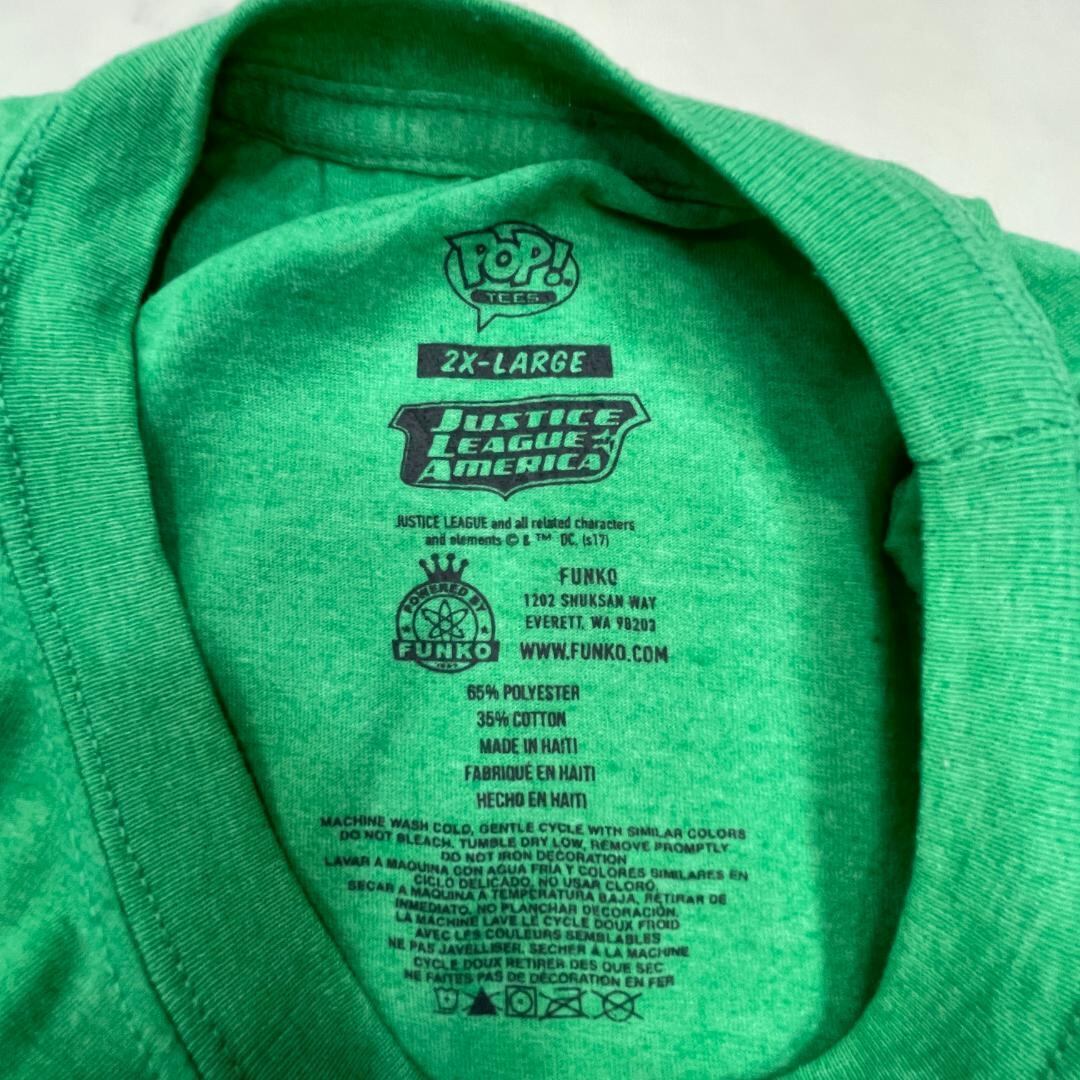 POP!
TEES
2X-LARGE
JUSTICE
LEAGUE
AMERICA
JUSTICE LEAGUE and all related characters
and elements © & ™ DC. (s17)
POWERED BY
FUNKO
FUNKO
1202 SHUKSAN WAY
EVERETT, WA 98203
WWW.FUNKO.COM
65% POLYESTER
35% COTTON
MADE IN HAITI
FABRIQUÉ EN HAITI
HECHO EN HAITI
MACHINE WASH COLD, GENTLE CYCLE WITH SIMILAR COLORS
DO NOT BLEACH, TUMBLE DRY LOW, REMOVE PROMPTLY
DO NOT IRON DECORATION
LAVAR A MAQUINA CON AGUA FRIA Y COLORES SIMILARES EN
CICLO DELICADO, NO USAR CLORO,
SECAR A MAQUINA A TEMPERATURA BAJA, RETIRAR DE
INMEDIATO, NO PLANCHAR DECORACIÓN.
LA MACHINE LAVE LE CYCLE DOUX FROID
AVEC LES COULEURS SEMBLABLES
NE PAS JAVELLISER, SECHER A LA MACHINE
CYCLE DOUX RETIRER DES QUE SEC
NE FAITES PAS DE DECORATION EN FER